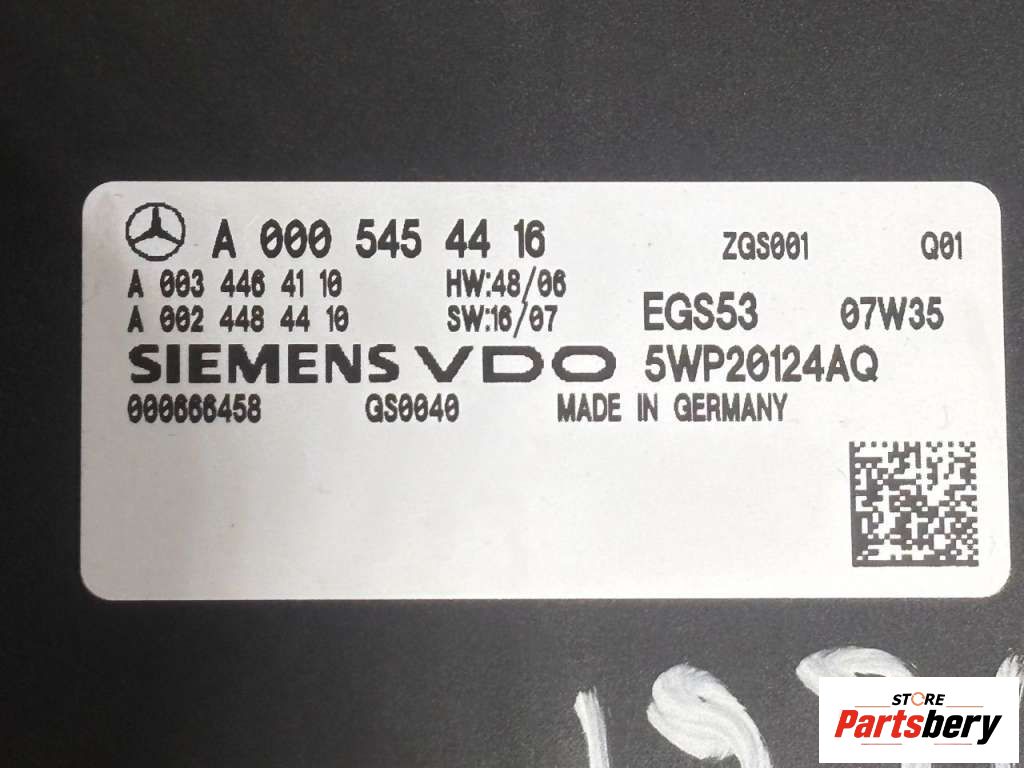 A 000 545 44 16 ZGS001 Q01
A 003 446 41 10 HW:48/06
A 002 448 44 10 SW:16/07 EGS53 07W35
SIEMENS VDO 5WP20124AQ
000666458 GS0040 MADE IN GERMANY
STORE
Partsbery